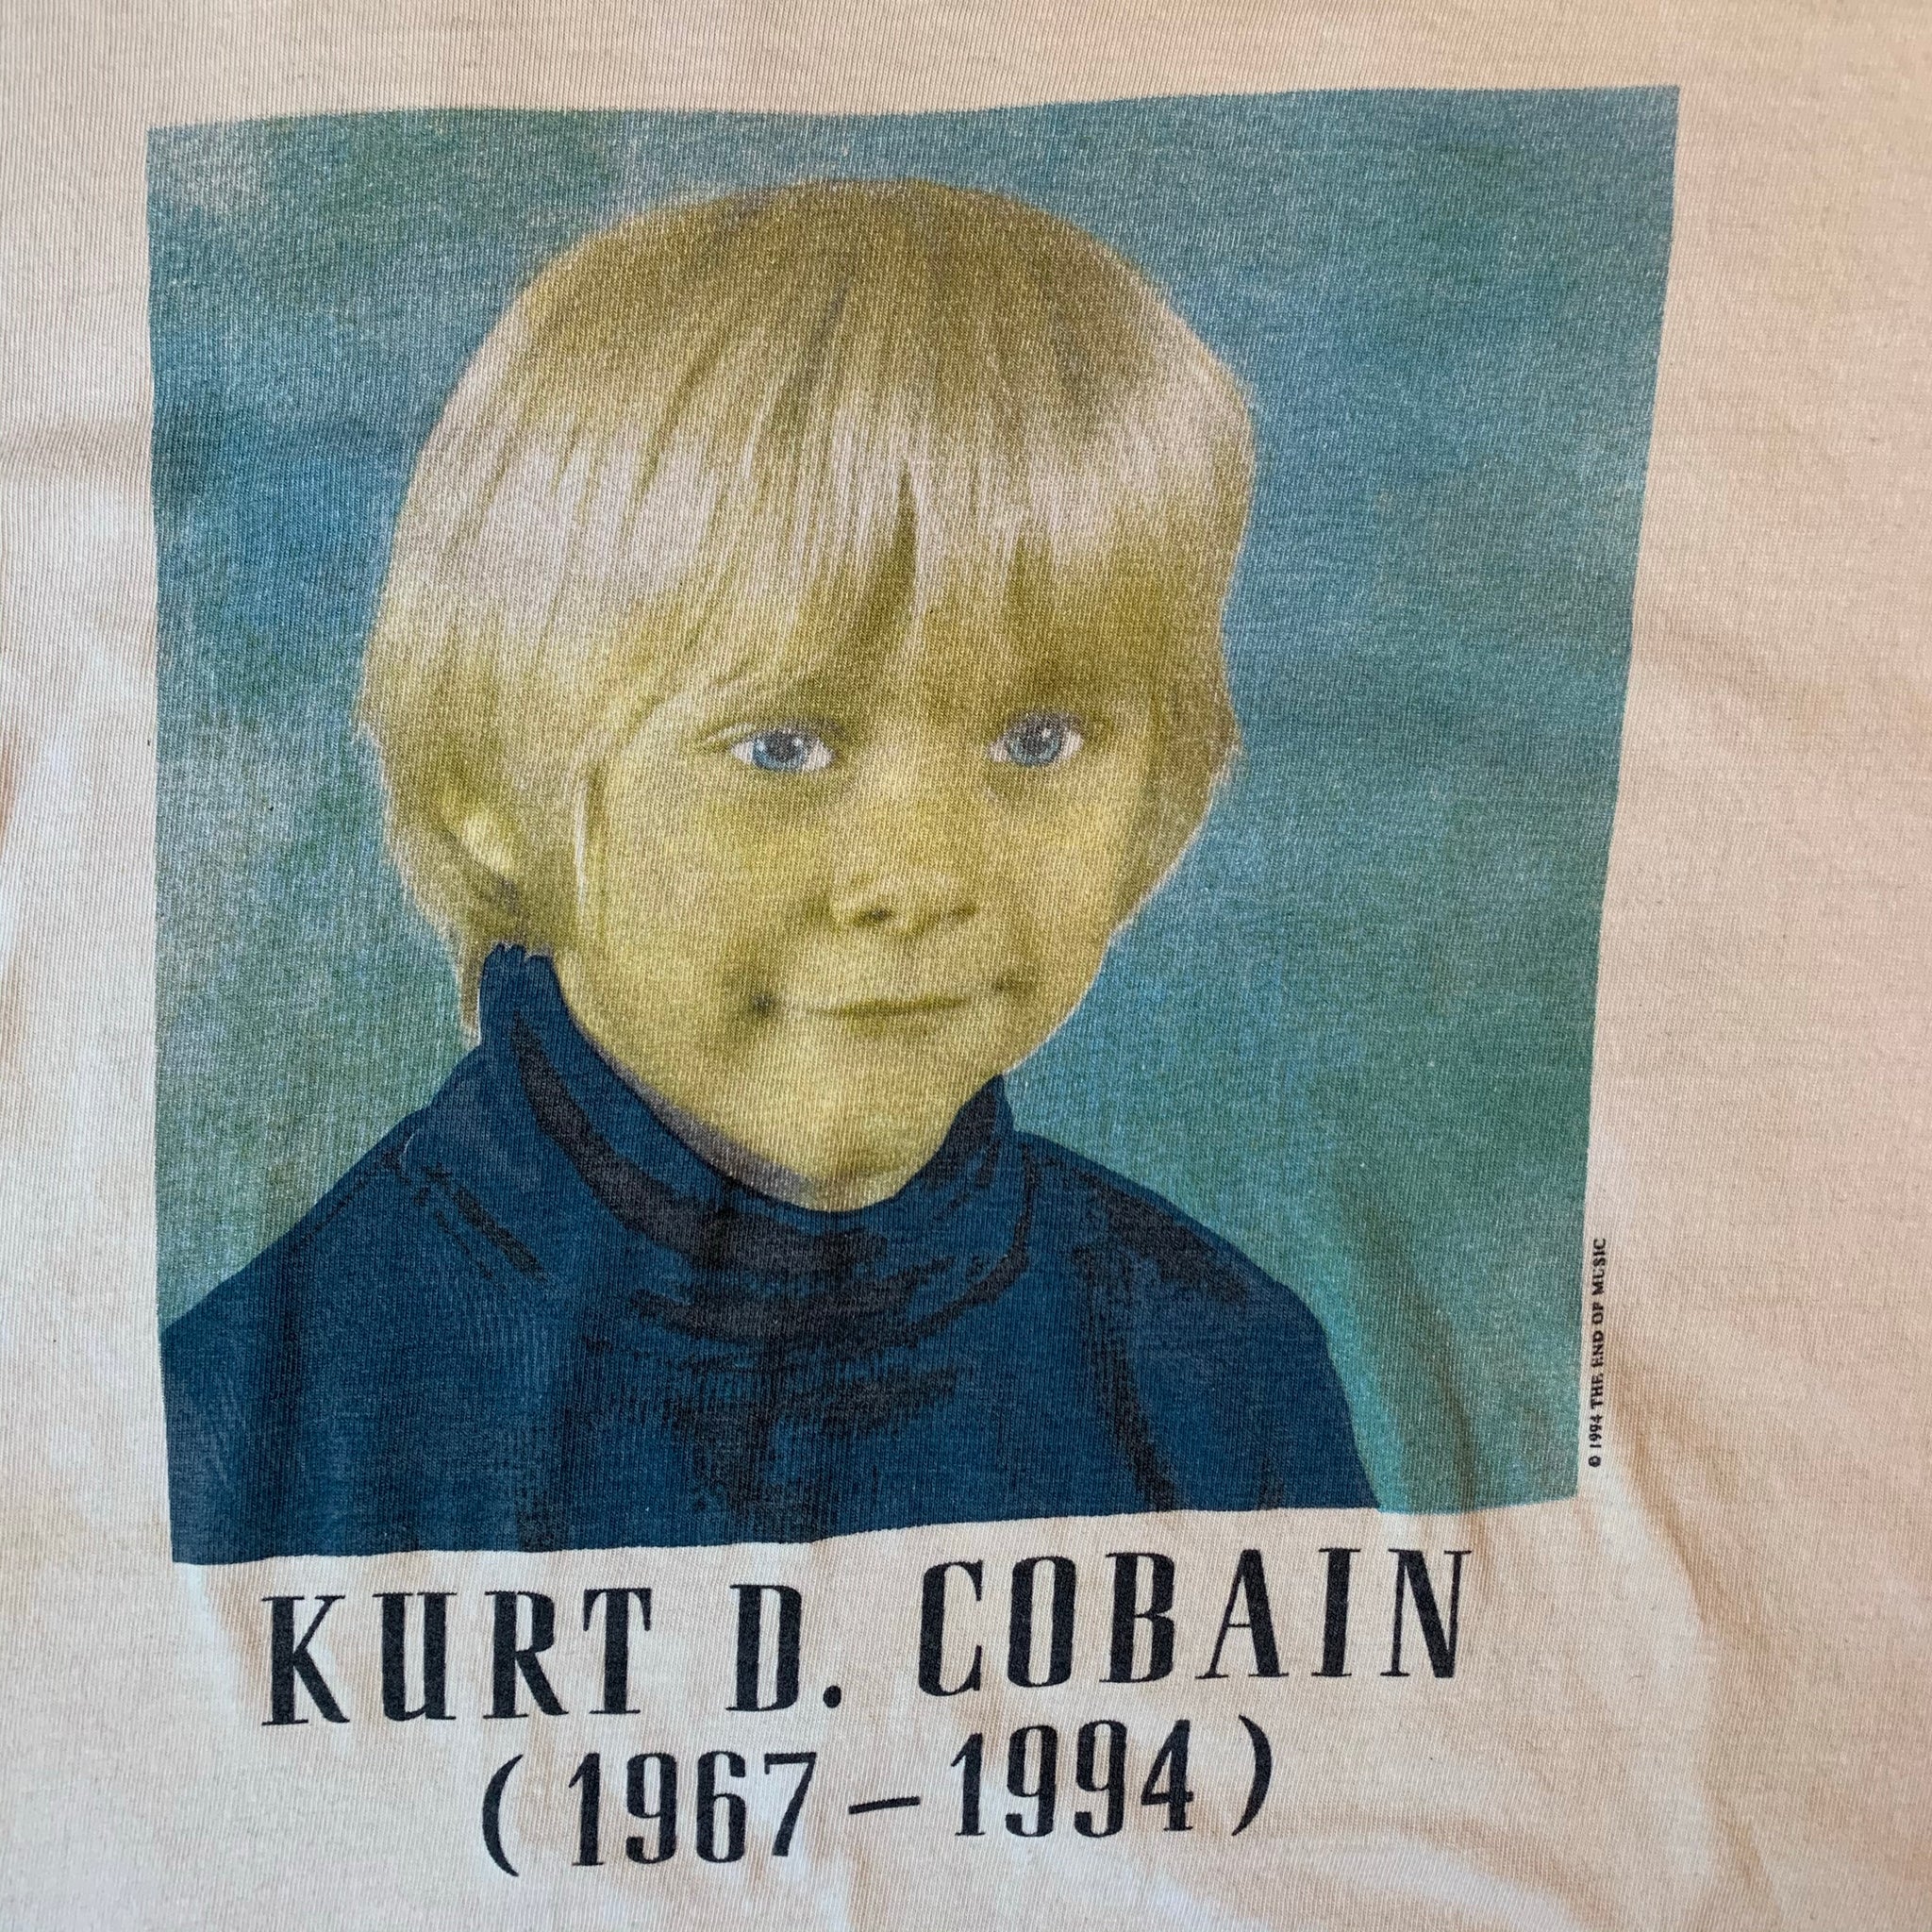 © 1994 THE END OF MUSIC
KURT D. COBAIN
(1967–1994)